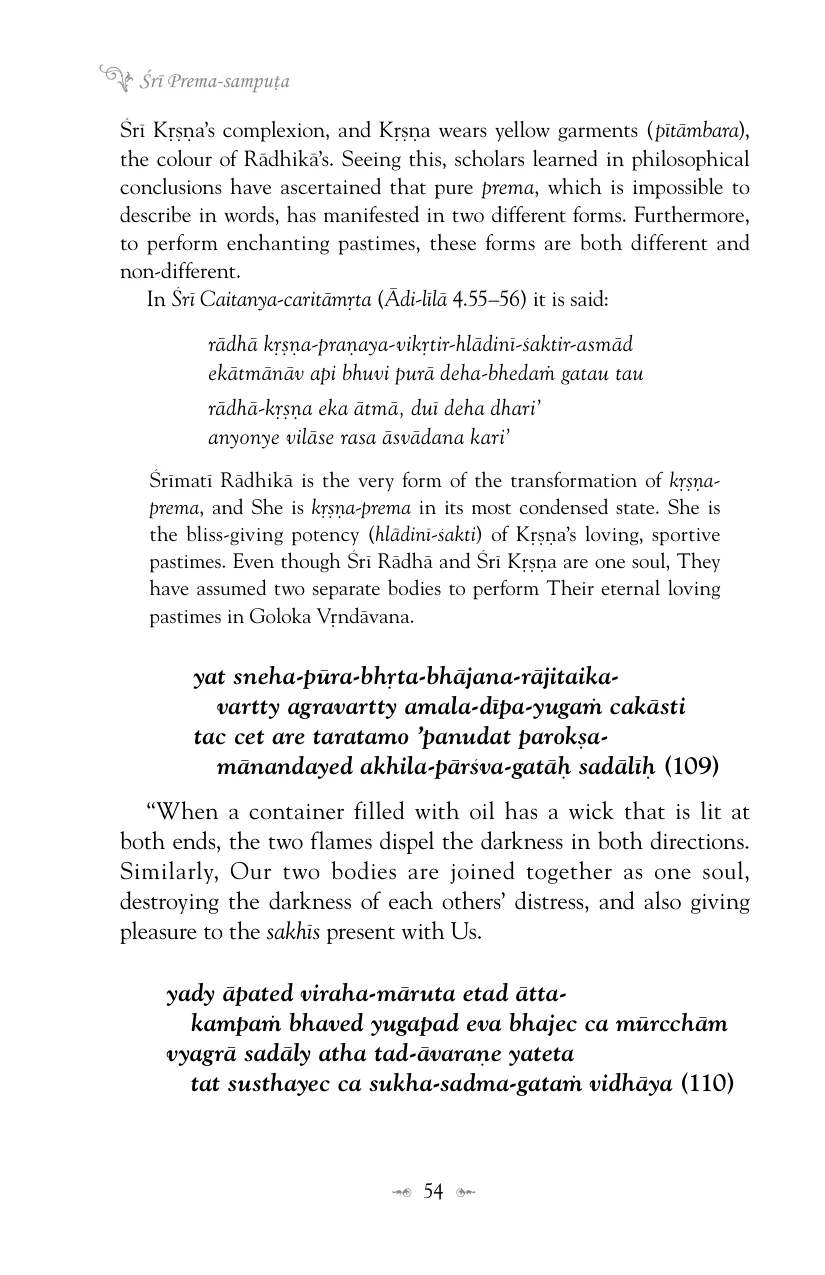 Śrī Prema-sampuṭa
Śrī Kṛṣṇa’s complexion, and Kṛṣṇa wears yellow garments (pītāmbara),
the colour of Rādhikā’s. Seeing this, scholars learned in philosophical
conclusions have ascertained that pure prema, which is impossible to
describe in words, has manifested in two different forms. Furthermore,
to perform enchanting pastimes, these forms are both different and
non-different.
In Śrī Caitanya-caritāmṛta (Ādi-līlā 4.55–56) it is said:
rādhā kṛṣṇa-praṇaya-vikṛtir-hlādinī-śaktir-asmād
ekātmānāv api bhuvi purā deha-bhedaṁ gatau tau
rādhā-kṛṣṇa eka ātmā, duī deha dhari’
anyonye vilāse rasa āsvādana kari’
Śrīmatī Rādhikā is the very form of the transformation of kṛṣṇa-
prema, and She is kṛṣṇa-prema in its most condensed state. She is
the bliss-giving potency (hlādinī-śakti) of Kṛṣṇa’s loving, sportive
pastimes. Even though Śrī Rādhā and Śrī Kṛṣṇa are one soul, They
have assumed two separate bodies to perform Their eternal loving
pastimes in Goloka Vṛndāvana.
yat sneha-pūra-bhṛta-bhājana-rājitaika-
vartty agravartty amala-dīpa-yugaṁ cakāsti
tac cet are taratamo ’panudat parokṣa-
mānandayed akhila-pārśva-gatāḥ sadālīḥ (109)
“When a container filled with oil has a wick that is lit at
both ends, the two flames dispel the darkness in both directions.
Similarly, Our two bodies are joined together as one soul,
destroying the darkness of each others’ distress, and also giving
pleasure to the sakhīs present with Us.
yady āpated viraha-māruta etad ātta-
kampaṁ bhaved yugapad eva bhajec ca mūrcchām
vyagrā sadāly atha tad-āvaraṇe yateta
tat susthayec ca sukha-sadma-gataṁ vidhāya (110)
54